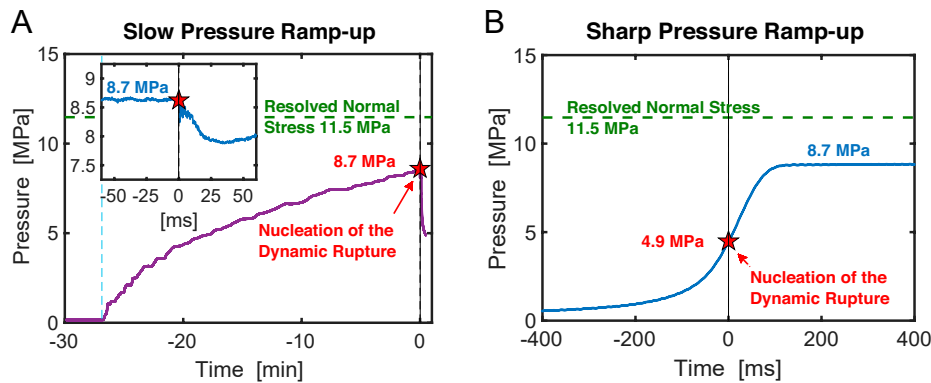 A
Slow Pressure Ramp-up
Pressure [MPa]
15
10
5
0
-30
-20
-10
0
Time [min]
9
8.5
8
7.5
-50
-25
0
25
50
[ms]
8.7 MPa
Resolved Normal
Stress 11.5 MPa
8.7 MPa
Nucleation of the
Dynamic Rupture
B
Sharp Pressure Ramp-up
Pressure [MPa]
15
10
5
0
-400
-200
0
200
400
Time [ms]
Resolved Normal Stress
11.5 MPa
8.7 MPa
4.9 MPa
Nucleation of the
Dynamic Rupture